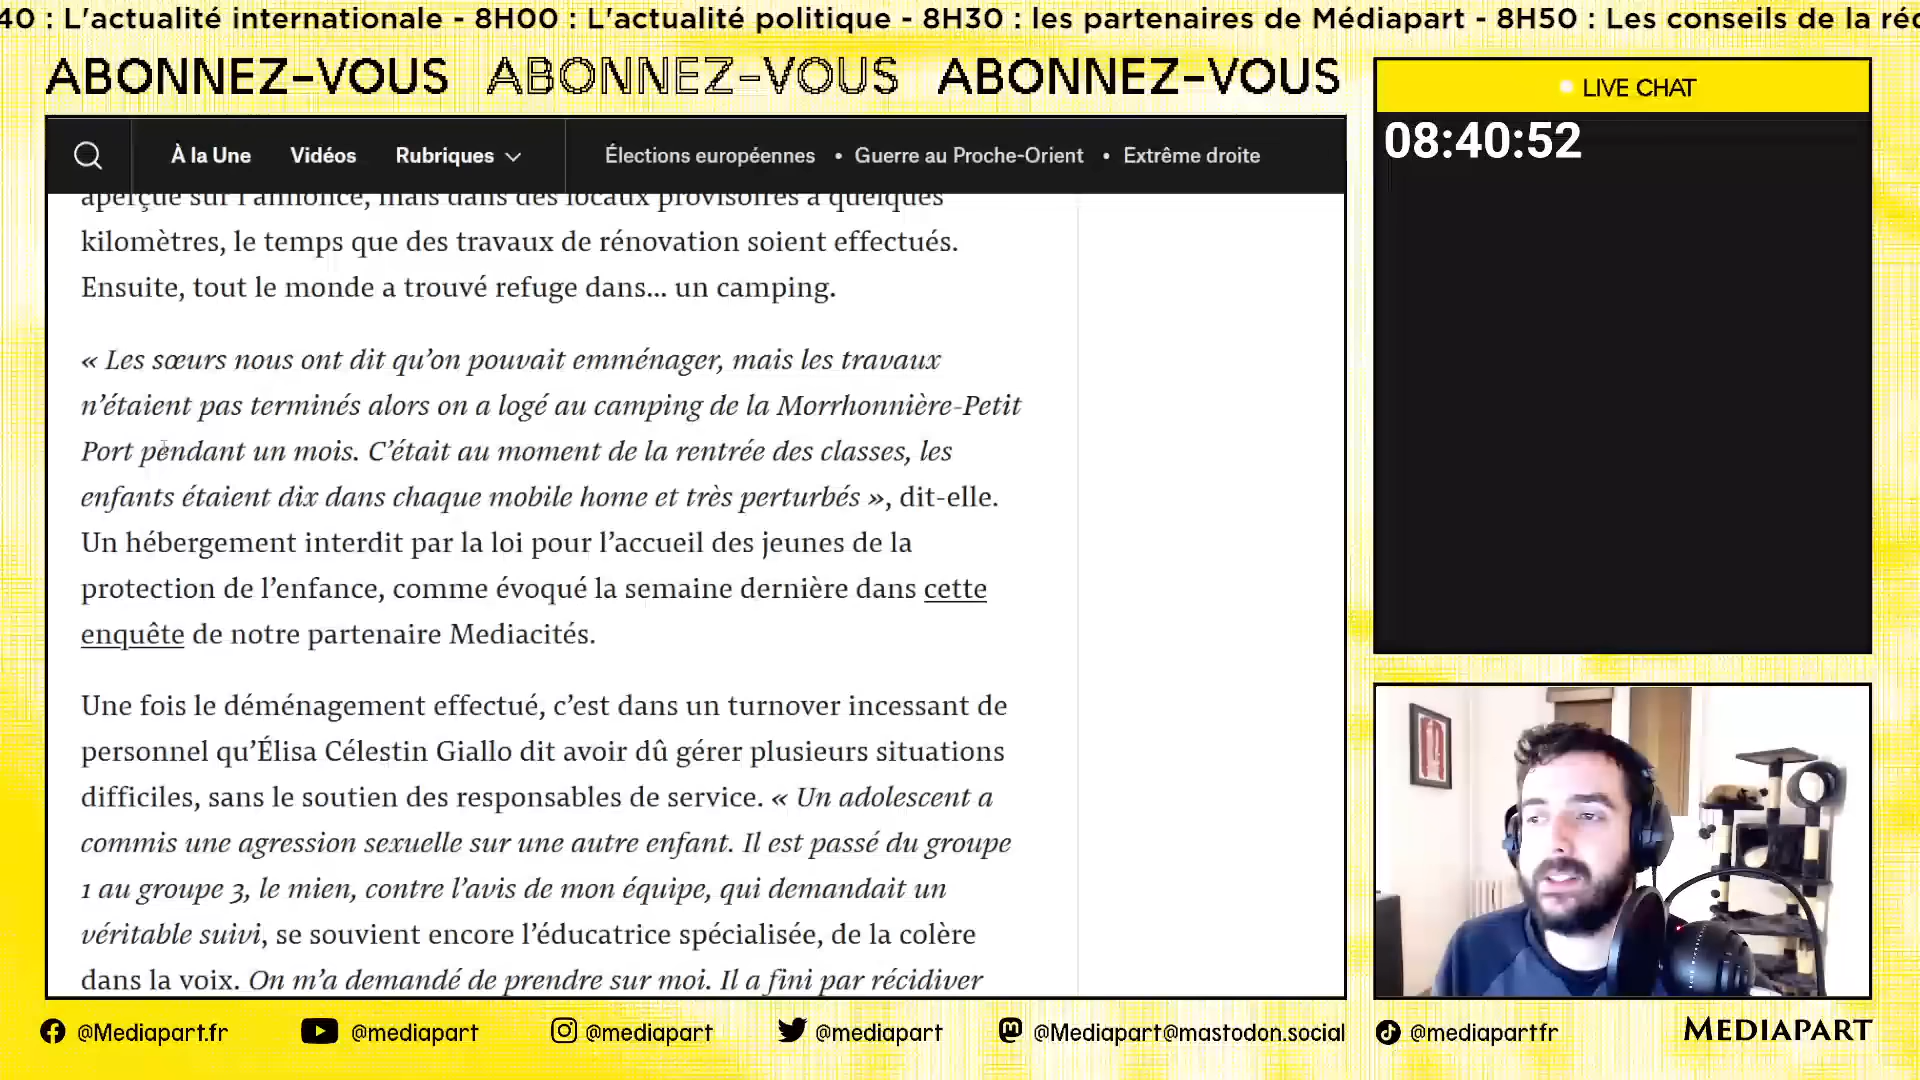 40 : L'actualité internationale - 8H00 : L'actualité politique - 8H30 : les partenaires de Médiapart - 8H50 : Les conseils de la
ABONNEZ-VOUS ABONNEZ-VOUS ABONNEZ-VOUS
LIVE CHAT
08:40:52
À la Une Vidéos Rubriques Élections européennes • Guerre au Proche-Orient • Extrême droite
aperçue sur l'annonce, mais dans des locaux provisoires à quelques
kilomètres, le temps que des travaux de rénovation soient effectués.
Ensuite, tout le monde a trouvé refuge dans... un camping.
« Les sœurs nous ont dit qu’on pouvait emménager, mais les travaux
n’étaient pas terminés alors on a logé au camping de la Morrhonnière-Petit
Port pendant un mois. C’était au moment de la rentrée des classes, les
enfants étaient dix dans chaque mobile home et très perturbés », dit-elle.
Un hébergement interdit par la loi pour l’accueil des jeunes de la
protection de l’enfance, comme évoqué la semaine dernière dans cette
enquête de notre partenaire Mediacités.
Une fois le déménagement effectué, c’est dans un turnover incessant de
personnel qu’Élisa Célestin Giallo dit avoir dû gérer plusieurs situations
difficiles, sans le soutien des responsables de service. « Un adolescent a
commis une agression sexuelle sur une autre enfant. Il est passé du groupe
1 au groupe 3, le mien, contre l’avis de mon équipe, qui demandait un
véritable suivi, se souvient encore l’éducatrice spécialisée, de la colère
dans la voix. On m’a demandé de prendre sur moi. Il a fini par récidiver
@Mediapart.fr @mediapart @mediapart @mediapart @Mediapart@mastodon.social @mediapartfr MEDIAPART